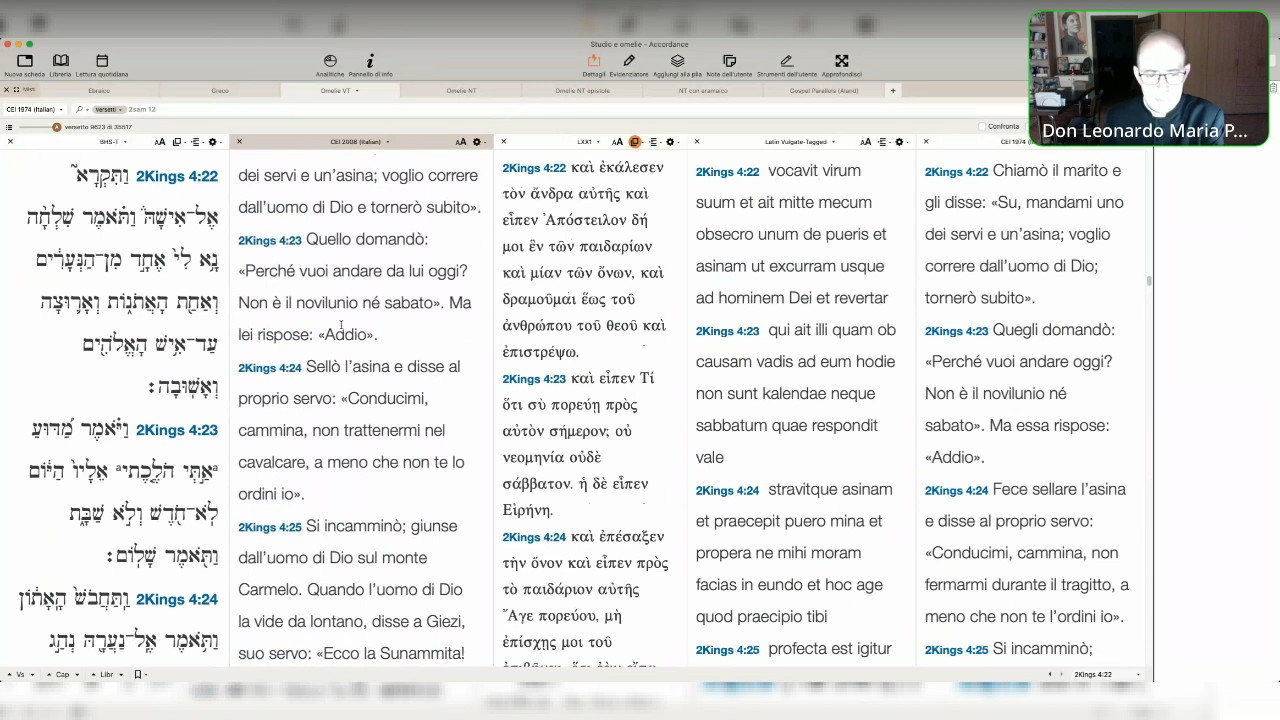 Studio e omelie - Accordance
Nuova scheda
Libreria
Lettura quotidiana
Analitiche
Pannello di info
Dettagli
Evidenziatore
Aggiungi alla pila
Note dell'utente
Strumenti dell'utente
Approfondisci
Ebraico
Greco
Omelie VT
Omelie NT
Omelie NT epistole
NT con aramaico
Gospel Parallels (Aland)
CEI 1974 (Italian)
versetti
2sam 12
versetto 9623 di 35517
Confronta
BHS-T
2Kings 4:22 וַתִּקְרָא֮
אֶל־אִישָׁהּ֒ וַתֹּ֗אמֶר שִׁלְחָ֨ה
נָ֥א לִי֙ אֶחָ֣ד מִן־הַנְּעָרִ֔ים
וְאַחַ֖ת הָאֲתֹנ֑וֹת וְאָר֛וּצָה
עַד־אִ֥ישׁ הָאֱלֹהִ֖ים
וְאָשֽׁוּבָה׃
2Kings 4:23 וַיֹּ֗אמֶר מַ֠דּוּעַ
אַ֣תְּי הֹלֶ֤כְתְּי אֵלָיו֙ הַיּ֔וֹם
לֹֽא־חֹ֖דֶשׁ וְלֹ֣א שַׁבָּ֑ת
וַתֹּ֖אמֶר שָׁלֽוֹם׃
2Kings 4:24 וַֽתַּחֲבֹשׁ֙ הָֽאָת֔וֹן
וַתֹּ֥אמֶר אֶֽל־נַעֲרָ֖הּ נְהַ֣ג
CEI 2008 (Italian)
dei servi e un'asina; voglio correre
dall'uomo di Dio e tornerò subito».
2Kings 4:23 Quello domandò:
«Perché vuoi andare da lui oggi?
Non è il novilunio né sabato». Ma
lei rispose: «Addio».
2Kings 4:24 Sellò l'asina e disse al
proprio servo: «Conducimi,
cammina, non trattenermi nel
cavalcare, a meno che non te lo
ordini io».
2Kings 4:25 Si incamminò; giunse
dall'uomo di Dio sul monte
Carmelo. Quando l'uomo di Dio
la vide da lontano, disse a Giezi,
suo servo: «Ecco la Sunammita!
LXX1
2Kings 4:22 καὶ ἐκάλεσεν
τὸν ἄνδρα αὐτῆς καὶ
εἶπεν Ἀπόστειλον δή
μοι ἓν τῶν παιδαρίων
καὶ μίαν τῶν ὄνων, καὶ
δραμοῦμαι ἕως τοῦ
ἀνθρώπου τοῦ θεοῦ καὶ
ἐπιστρέψω.
2Kings 4:23 καὶ εἶπεν Τί
ὅτι σὺ πορεύῃ πρὸς
αὐτὸν σήμερον; οὐ
νεομηνία οὐδὲ
σάββατον. ἡ δὲ εἶπεν
Εἰρήνη.
2Kings 4:24 καὶ ἐπέσαξεν
τὴν ὄνον καὶ εἶπεν πρὸς
τὸ παιδάριον αὐτῆς
Ἄγε πορεύου, μὴ
ἐπίσχῃς μοι τοῦ
Latin Vulgate-Tagged
2Kings 4:22 vocavit virum
suum et ait mitte mecum
obsecro unum de pueris et
asinam ut excurram usque
ad hominem Dei et revertar
2Kings 4:23 qui ait illi quam ob
causam vadis ad eum hodie
non sunt kalendae neque
sabbatum quae respondit
vale
2Kings 4:24 stravitque asinam
et praecepit puero mina et
propera ne mihi moram
facias in eundo et hoc age
quod praecipio tibi
2Kings 4:25 profecta est igitur
CEI 1974 (Italian)
2Kings 4:22 Chiamò il marito e
gli disse: «Su, mandami uno
dei servi e un'asina; voglio
correre dall'uomo di Dio;
tornerò subito».
2Kings 4:23 Quegli domandò:
«Perché vuoi andare oggi?
Non è il novilunio né
sabato». Ma essa rispose:
«Addio».
2Kings 4:24 Fece sellare l'asina
e disse al proprio servo:
«Conducimi, cammina, non
fermarmi durante il tragitto, a
meno che non te l'ordini io».
2Kings 4:25 Si incamminò;
Vs
Cap
Libr
2Kings 4:22
Don Leonardo Maria P...